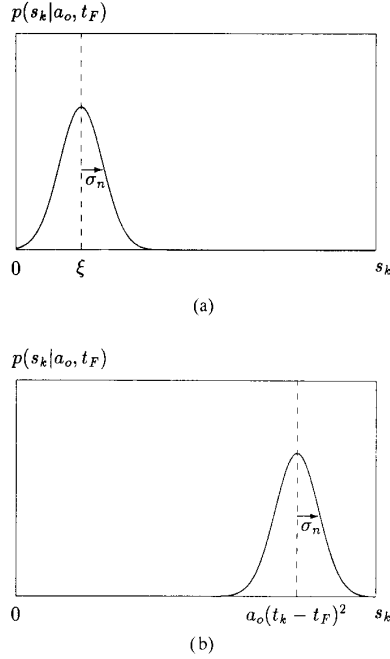 p(s_k|a_o, t_F)
σ_n
0 ξ s_k
(a)
p(s_k|a_o, t_F)
σ_n
0 a_o(t_k − t_F)^2 s_k
(b)